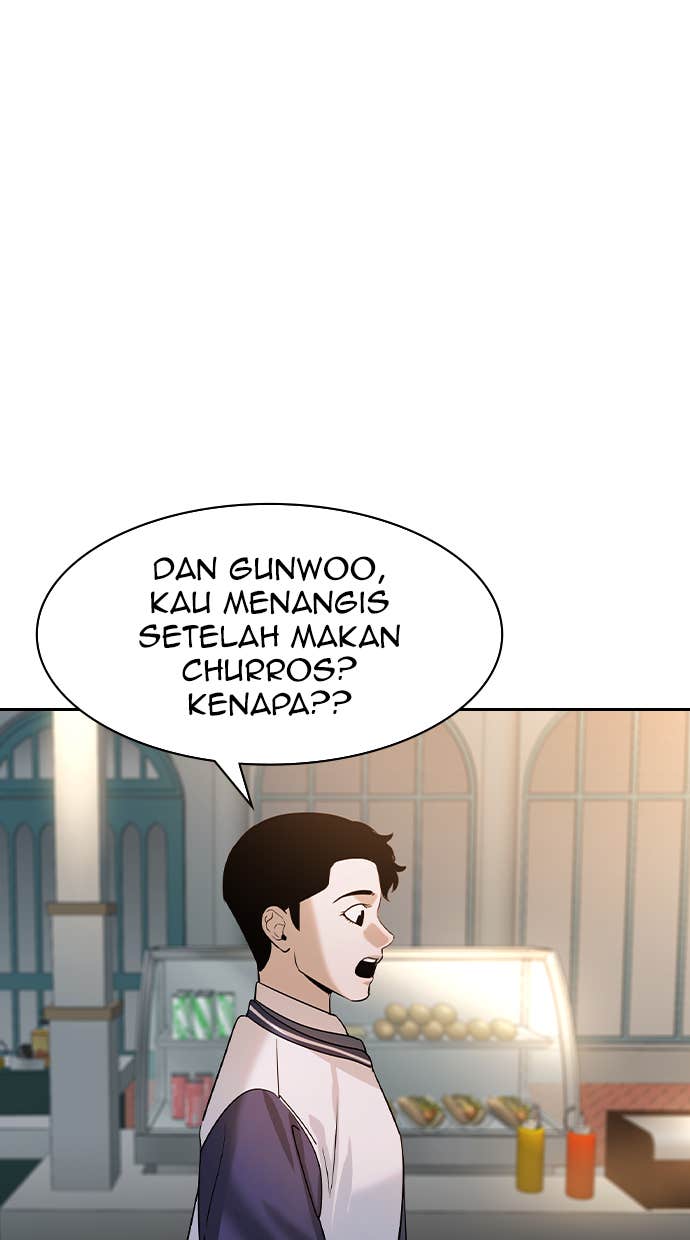 DAN GUNWOO,
KAU MENANGIS
SETELAH MAKAN
CHURROS?
KENAPA??